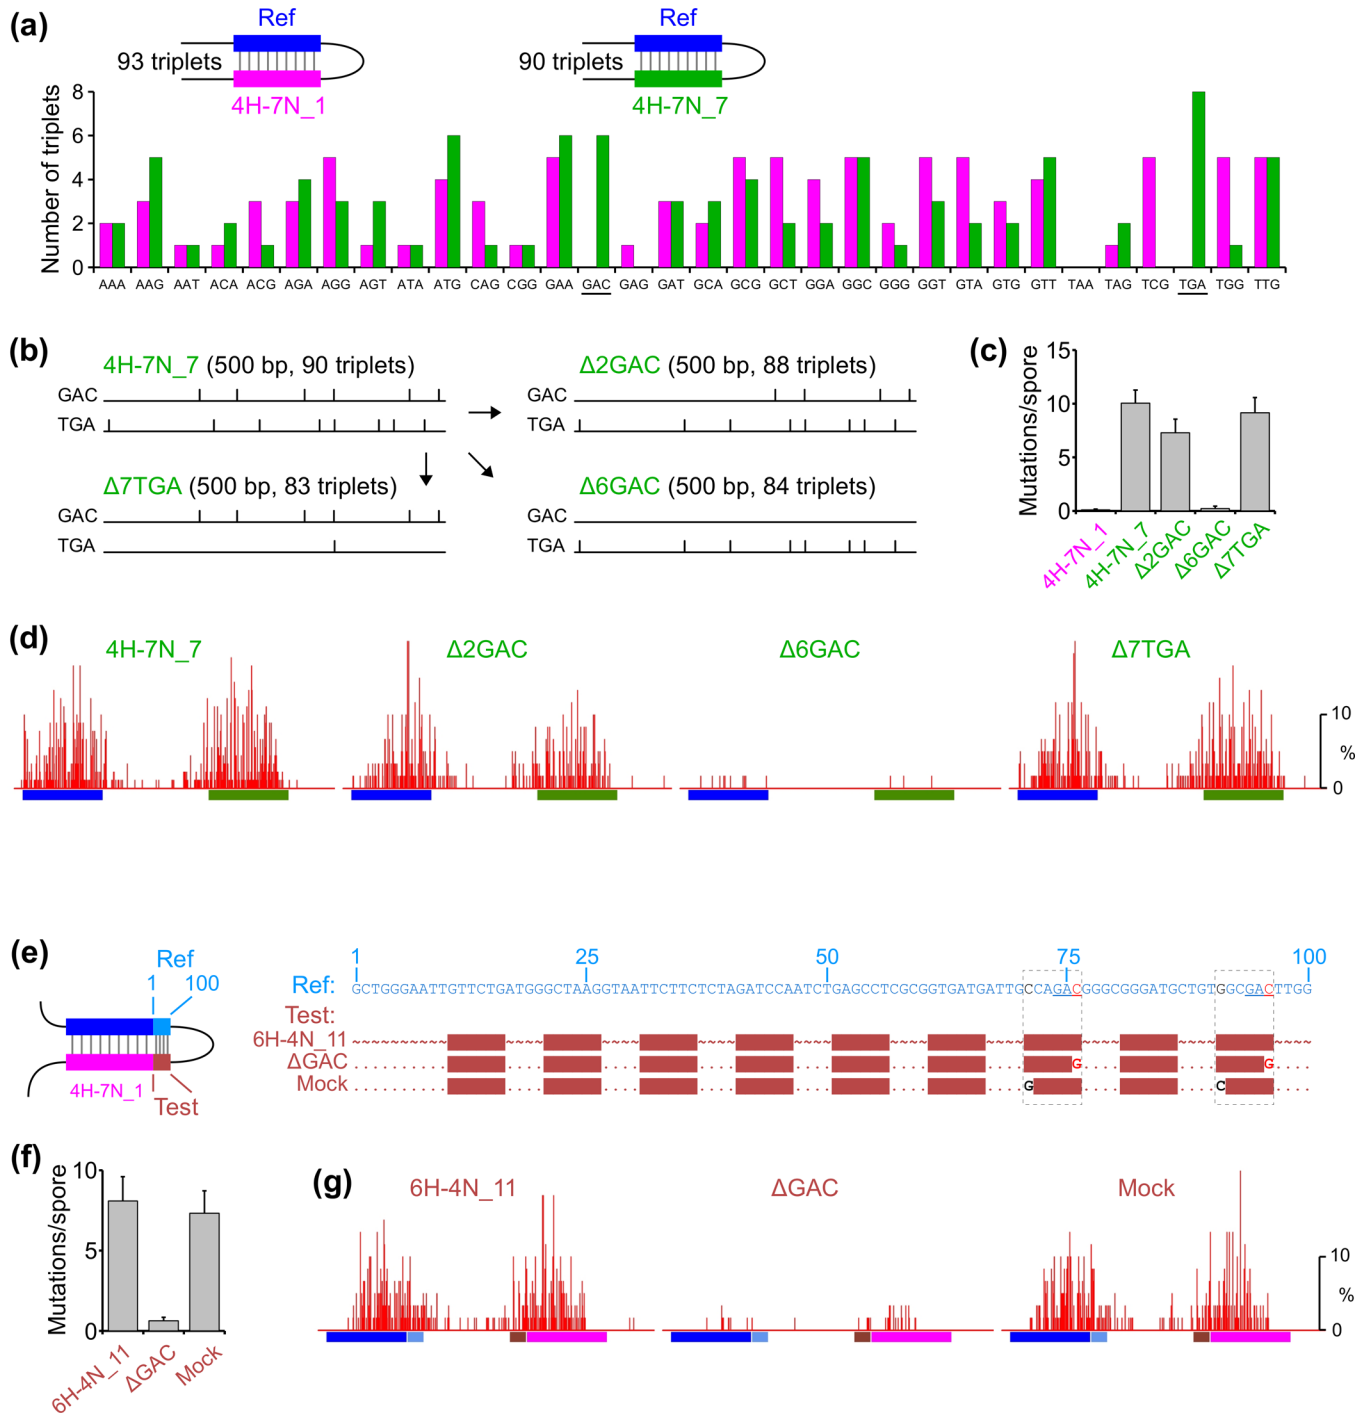 (a)
Ref
Ref
93 triplets
90 triplets
4H-7N_1
4H-7N_7
Number of triplets
8
6
4
2
0
AAA AAG AAT ACA ACG AGA AGG AGT ATA ATG CAG CGG GAA GAC GAG GAT GCA GCG GCT GGA GGC GGG GGT GTA GTG GTT TAA TAG TCG TGA TGG TTG
(b)
4H-7N_7 (500 bp, 90 triplets)
GAC
TGA
Δ2GAC (500 bp, 88 triplets)
GAC
TGA
Δ7TGA (500 bp, 83 triplets)
GAC
TGA
Δ6GAC (500 bp, 84 triplets)
GAC
TGA
(c)
Mutations/spore
15
10
5
0
4H-7N_1
4H-7N_7
Δ2GAC
Δ6GAC
Δ7TGA
(d)
4H-7N_7
Δ2GAC
Δ6GAC
Δ7TGA
10
%
0
(e)
Ref
1
100
4H-7N_1
Test
1 25 50 75 100
Ref: GCTGGGAATTGTTCTGATGGGCTAAGGTAATTCTTCTCTAGATCCAATCTGAGCCTCGCGGTGATGATTGCCAGACGGGCGGGATGCTGTGGCGACTTGG
Test:
6H-4N_11
ΔGAC G G
Mock G C
(f)
Mutations/spore
10
5
0
6H-4N_11
ΔGAC
Mock
(g)
6H-4N_11
ΔGAC
Mock
10
%
0